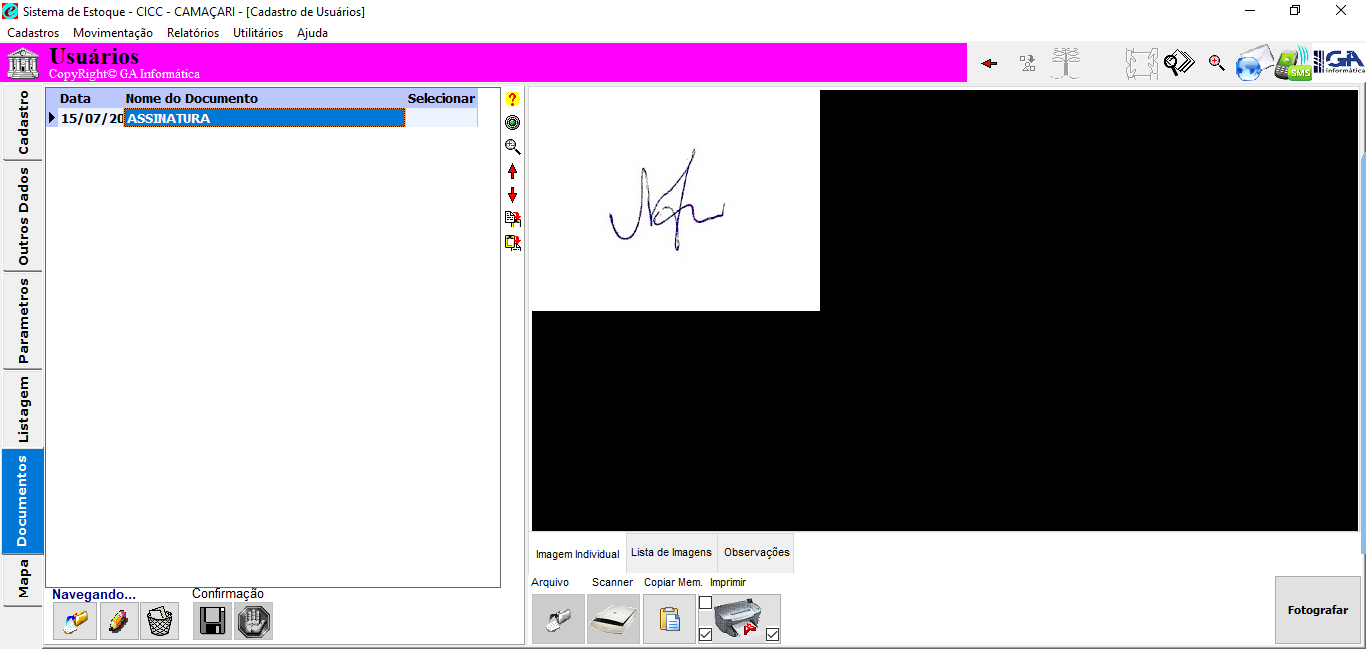 Sistema de Estoque - CICC - CAMAÇARI - [Cadastro de Usuários]
Cadastros Movimentação Relatórios Utilitários Ajuda
Usuários
CopyRight© GA Informática
SMS
GA
Informática
Cadastro
Outros Dados
Parametros
Listagem
Documentos
Mapa
Data Nome do Documento Selecionar
15/07/20 ASSINATURA
Imagem Individual Lista de Imagens Observações
Arquivo Scanner Copiar Mem. Imprimir
Fotografar
Navegando... Confirmação